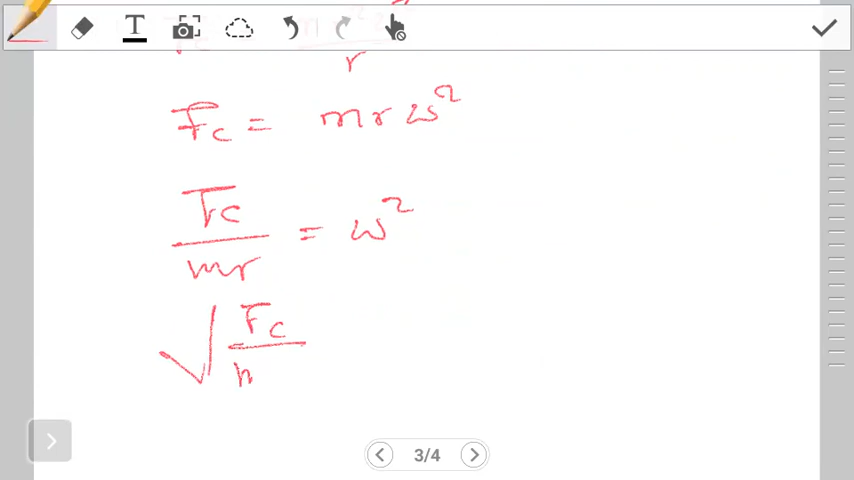 T
r
Fc = mrω²
Fc
mr = ω²
√Fc
m
3/4